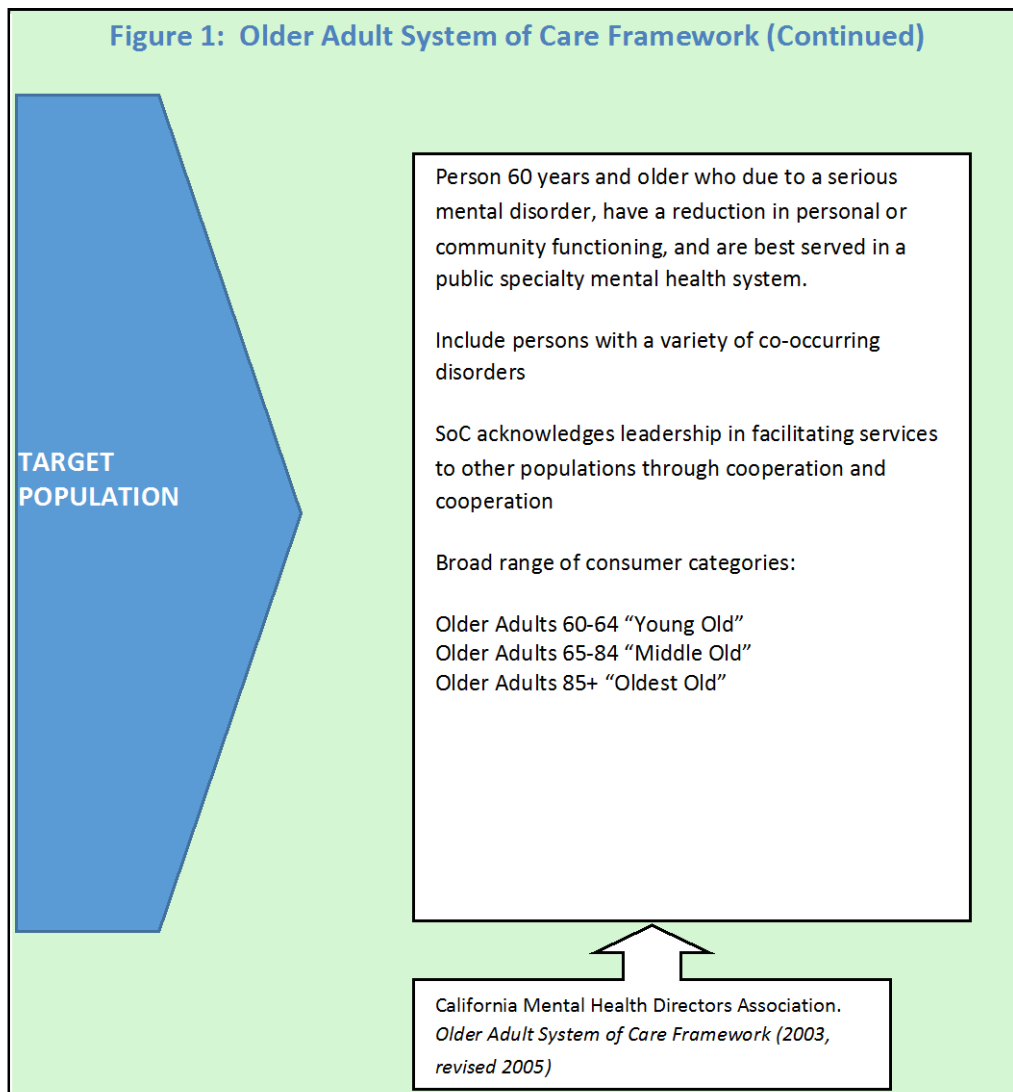 Figure 1:  Older Adult System of Care Framework (Continued)
TARGET
POPULATION
Person 60 years and older who due to a serious
mental disorder, have a reduction in personal or
community functioning, and are best served in a
public specialty mental health system.
Include persons with a variety of co-occurring
disorders
SoC acknowledges leadership in facilitating services
to other populations through cooperation and
cooperation
Broad range of consumer categories:
Older Adults 60-64 “Young Old”
Older Adults 65-84 “Middle Old”
Older Adults 85+ “Oldest Old”
California Mental Health Directors Association.
Older Adult System of Care Framework (2003,
revised 2005)